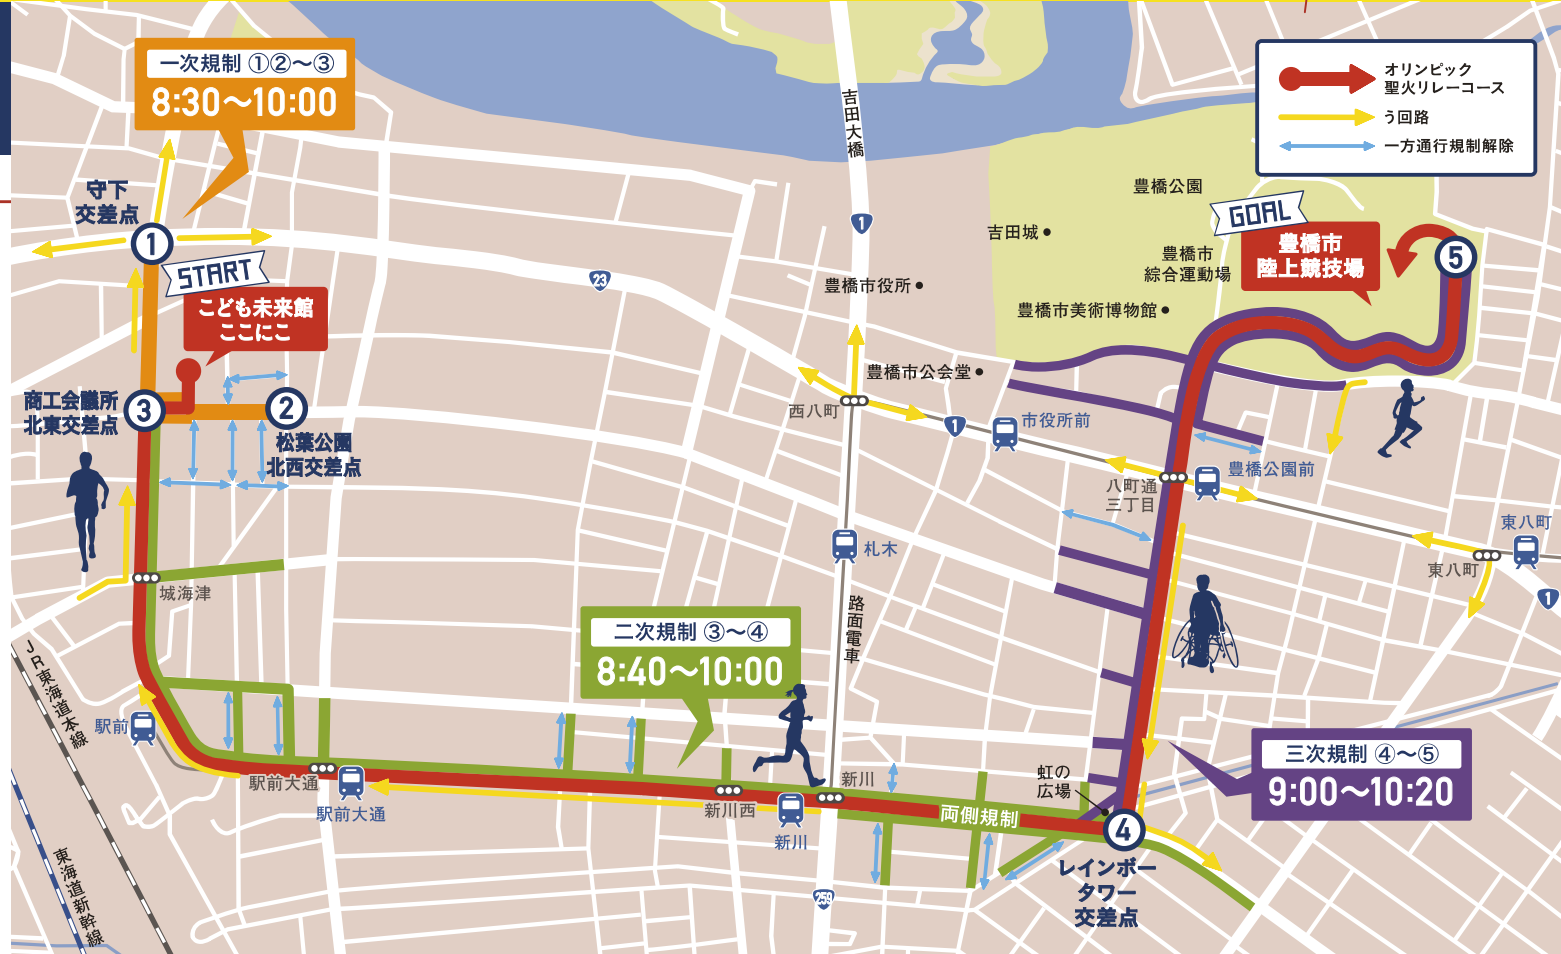 一次規制 ①②～③
8:30～10:00
オリンピック
聖火リレーコース
う回路
一方通行規制解除
吉田大橋
守下
交差点
1
START
こども未来館
ここにこ
商工会議所
北東交差点
3
2
松葉公園
北西交差点
23
1
豊橋公園
吉田城
GOAL
豊橋市
陸上競技場
5
豊橋市
綜合運動場
豊橋市役所
豊橋市美術博物館
豊橋市公会堂
西八町
1
市役所前
豊橋公園前
八町通
三丁目
東八町
東八町
1
札木
路面電車
城海津
二次規制 ③～④
8:40～10:00
JR東海道本線
駅前
駅前大通
駅前大通
新川西
新川
新川
両側規制
虹の
広場
4
レインボー
タワー
交差点
三次規制 ④～⑤
9:00～10:20
東海道新幹線
259